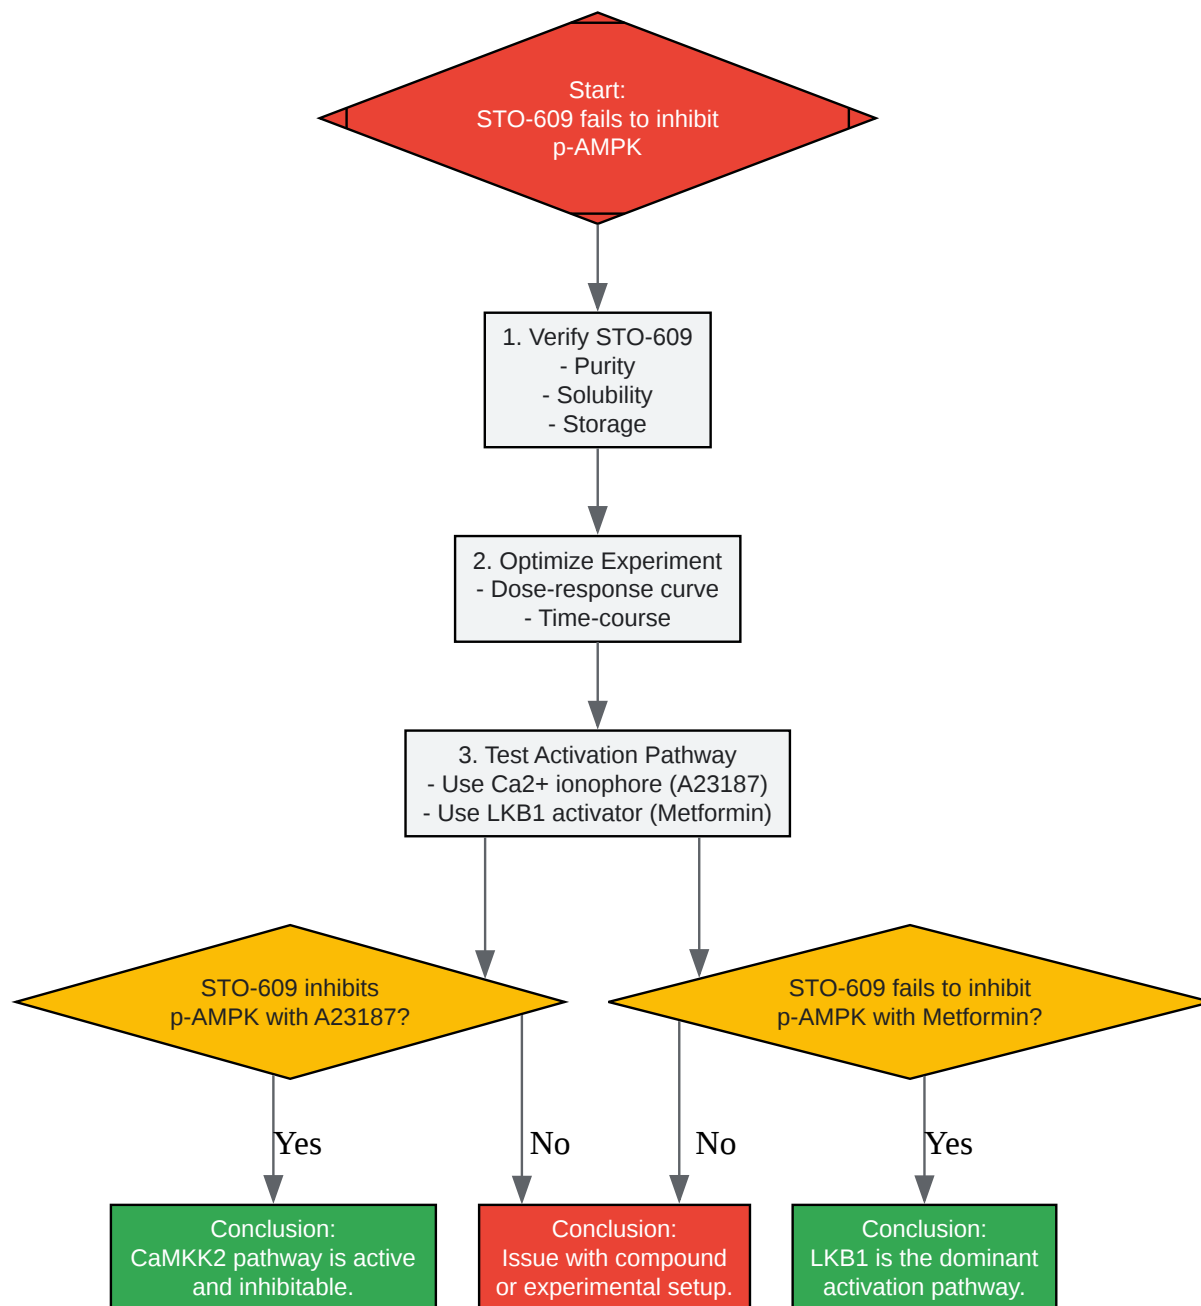 Start:
STO-609 fails to inhibit
p-AMPK
1. Verify STO-609
- Purity
- Solubility
- Storage
2. Optimize Experiment
- Dose-response curve
- Time-course
3. Test Activation Pathway
- Use Ca2+ ionophore (A23187)
- Use LKB1 activator (Metformin)
STO-609 inhibits
p-AMPK with A23187?
STO-609 fails to inhibit
p-AMPK with Metformin?
Yes
No
No
Yes
Conclusion:
CaMKK2 pathway is active
and inhibitable.
Conclusion:
Issue with compound
or experimental setup.
Conclusion:
LKB1 is the dominant
activation pathway.